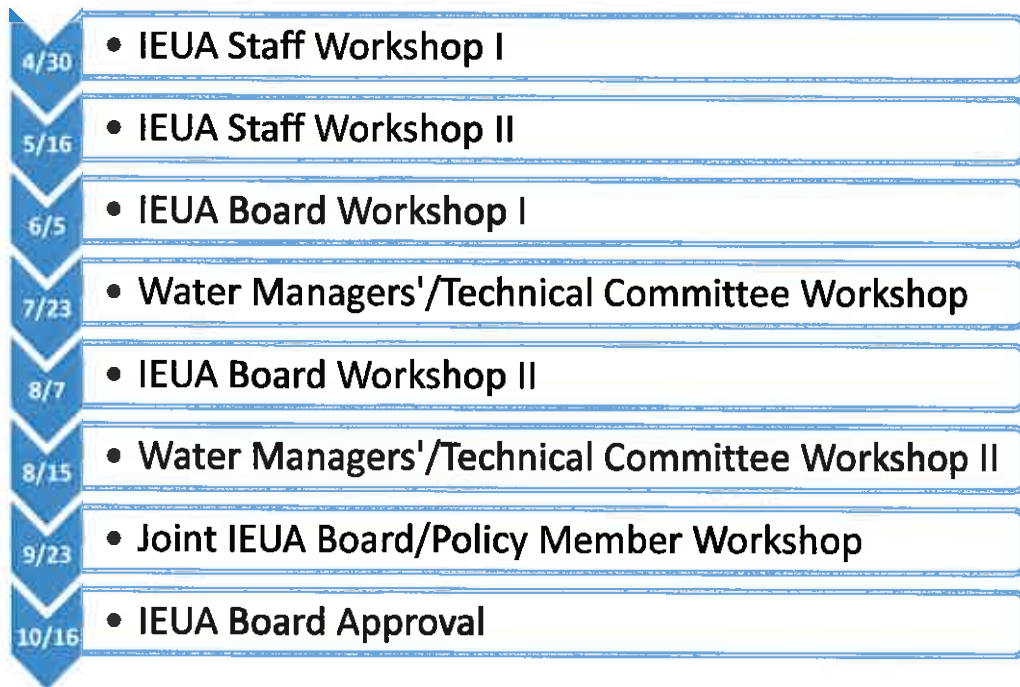 4/30
• IEUA Staff Workshop I
5/16
• IEUA Staff Workshop II
6/5
• IEUA Board Workshop I
7/23
• Water Managers'/Technical Committee Workshop
8/7
• IEUA Board Workshop II
8/15
• Water Managers'/Technical Committee Workshop II
9/23
• Joint IEUA Board/Policy Member Workshop
10/16
• IEUA Board Approval